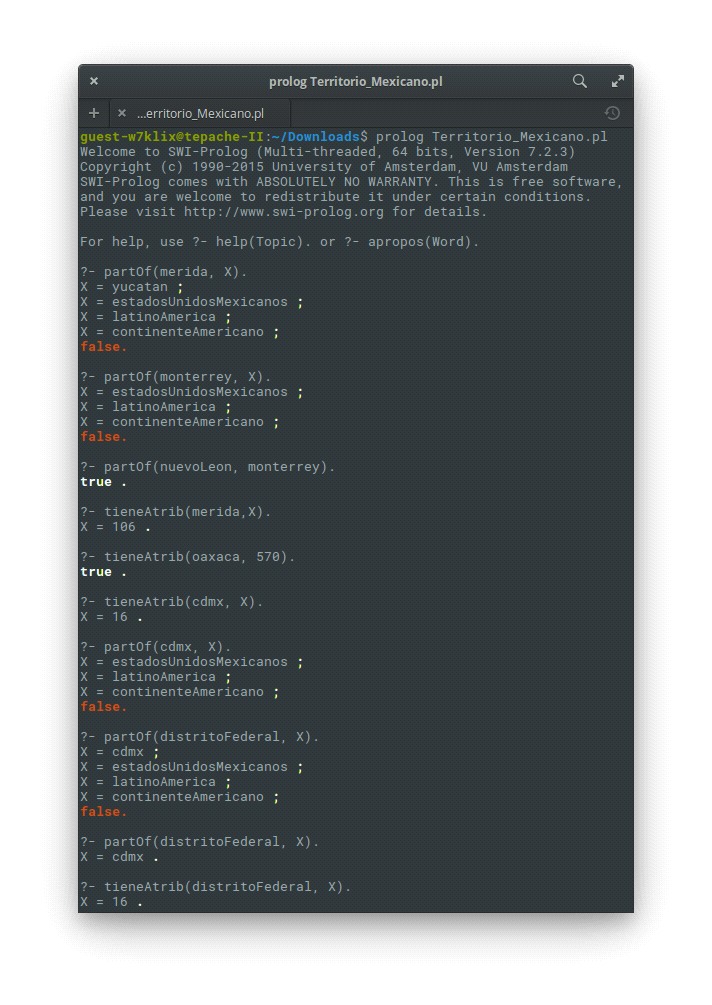 prolog Territorio_Mexicano.pl
...erritorio_Mexicano.pl
guest-w7klix@tepache-II:~/Downloads$ prolog Territorio_Mexicano.pl
Welcome to SWI-Prolog (Multi-threaded, 64 bits, Version 7.2.3)
Copyright (c) 1990-2015 University of Amsterdam, VU Amsterdam
SWI-Prolog comes with ABSOLUTELY NO WARRANTY. This is free software,
and you are welcome to redistribute it under certain conditions.
Please visit http://www.swi-prolog.org for details.
For help, use ?- help(Topic). or ?- apropos(Word).
?- partOf(merida, X).
X = yucatan ;
X = estadosUnidosMexicanos ;
X = latinoAmerica ;
X = continenteAmericano ;
false.
?- partOf(monterrey, X).
X = estadosUnidosMexicanos ;
X = latinoAmerica ;
X = continenteAmericano ;
false.
?- partOf(nuevoLeon, monterrey).
true .
?- tieneAtrib(merida,X).
X = 106 .
?- tieneAtrib(oaxaca, 570).
true .
?- tieneAtrib(cdmx, X).
X = 16 .
?- partOf(cdmx, X).
X = estadosUnidosMexicanos ;
X = latinoAmerica ;
X = continenteAmericano ;
false.
?- partOf(distritoFederal, X).
X = cdmx ;
X = estadosUnidosMexicanos ;
X = latinoAmerica ;
X = continenteAmericano ;
false.
?- partOf(distritoFederal, X).
X = cdmx .
?- tieneAtrib(distritoFederal, X).
X = 16 .